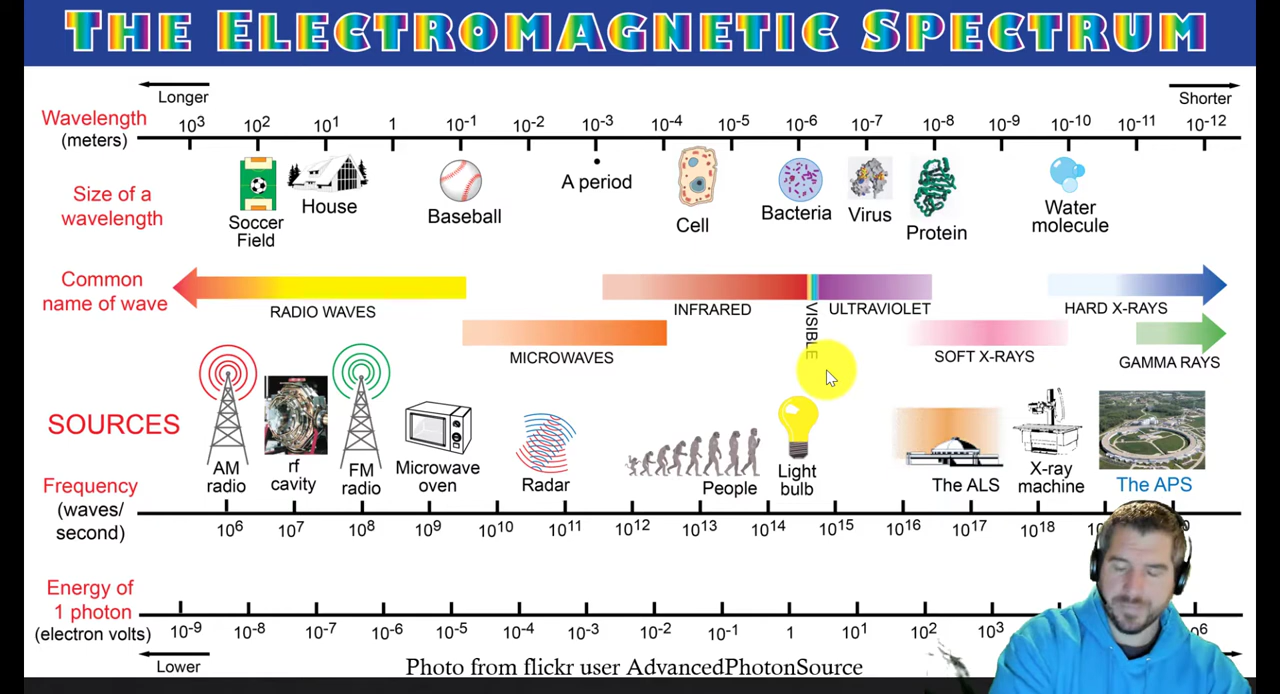 THE ELECTROMAGNETIC SPECTRUM
Longer
Shorter
Wavelength
(meters)
10³ 10² 10¹ 1 10⁻¹ 10⁻² 10⁻³ 10⁻⁴ 10⁻⁵ 10⁻⁶ 10⁻⁷ 10⁻⁸ 10⁻⁹ 10⁻¹⁰ 10⁻¹¹ 10⁻¹²
Size of a
wavelength
Soccer
Field
House
Baseball
A period
Cell
Bacteria
Virus
Protein
Water
molecule
Common
name of wave
RADIO WAVES
INFRARED
VISIBLE
ULTRAVIOLET
HARD X-RAYS
MICROWAVES
SOFT X-RAYS
GAMMA RAYS
SOURCES
AM
radio
rf
cavity
FM
radio
Microwave
oven
Radar
People
Light
bulb
The ALS
X-ray
machine
The APS
Frequency
(waves/
second)
10⁶ 10⁷ 10⁸ 10⁹ 10¹⁰ 10¹¹ 10¹² 10¹³ 10¹⁴ 10¹⁵ 10¹⁶ 10¹⁷ 10¹⁸
Energy of
1 photon
(electron volts)
10⁻⁹ 10⁻⁸ 10⁻⁷ 10⁻⁶ 10⁻⁵ 10⁻⁴ 10⁻³ 10⁻² 10⁻¹ 1 10¹ 10² 10³
Lower
Photo from flickr user AdvancedPhotonSource